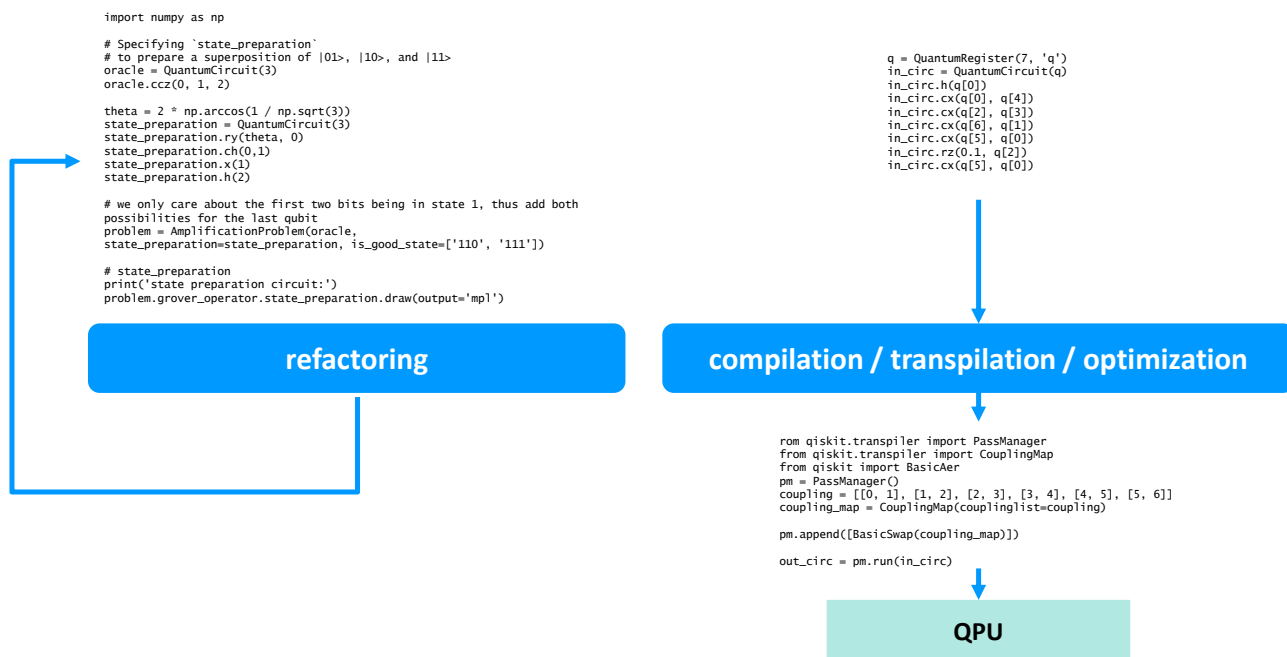 import numpy as np
# Specifying `state_preparation`
# to prepare a superposition of |01>, |10>, and |11>
oracle = QuantumCircuit(3)
oracle.ccz(0, 1, 2)
theta = 2 * np.arccos(1 / np.sqrt(3))
state_preparation = QuantumCircuit(3)
state_preparation.ry(theta, 0)
state_preparation.ch(0,1)
state_preparation.x(1)
state_preparation.h(2)
# we only care about the first two bits being in state 1, thus add both
possibilities for the last qubit
problem = AmplificationProblem(oracle,
state_preparation=state_preparation, is_good_state=['110', '111'])
# state_preparation
print('state preparation circuit:')
problem.grover_operator.state_preparation.draw(output='mpl')
refactoring
q = QuantumRegister(7, 'q')
in_circ = QuantumCircuit(q)
in_circ.h(q[0])
in_circ.cx(q[0], q[4])
in_circ.cx(q[2], q[3])
in_circ.cx(q[6], q[1])
in_circ.cx(q[5], q[0])
in_circ.rz(0.1, q[2])
in_circ.cx(q[5], q[0])
compilation / transpilation / optimization
rom qiskit.transpiler import PassManager
from qiskit.transpiler import CouplingMap
from qiskit import BasicAer
pm = PassManager()
coupling = [[0, 1], [1, 2], [2, 3], [3, 4], [4, 5], [5, 6]]
coupling_map = CouplingMap(couplinglist=coupling)
pm.append([BasicSwap(coupling_map)])
out_circ = pm.run(in_circ)
QPU